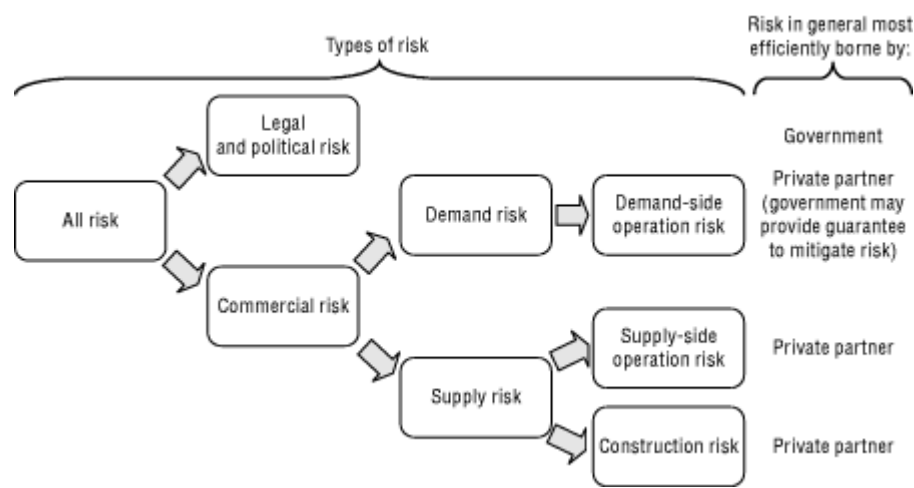 Types of risk
Risk in general most
efficiently borne by:
Legal
and political risk
Government
All risk
Demand risk
Demand-side
operation risk
Private partner
(government may
provide guarantee
to mitigate risk)
Commercial risk
Supply risk
Supply-side
operation risk
Private partner
Construction risk
Private partner